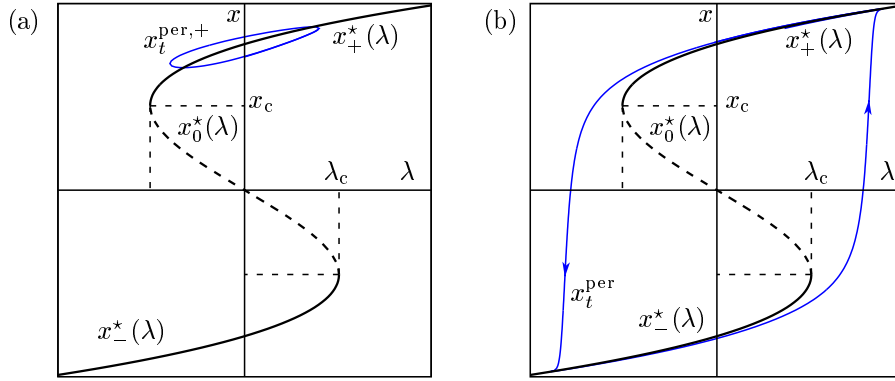 (a)
x
x_t^{per,+}
x_+^⋆(λ)
x_c
x_0^⋆(λ)
λ_c
λ
x_-^⋆(λ)
(b)
x
x_+^⋆(λ)
x_c
x_0^⋆(λ)
λ_c
λ
x_t^{per}
x_-^⋆(λ)